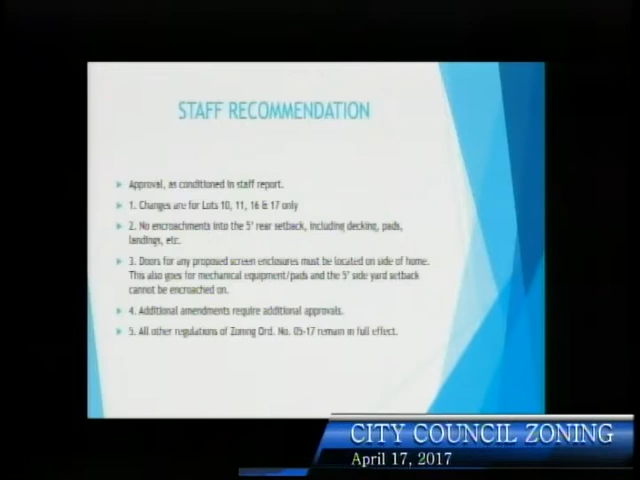 STAFF RECOMMENDATION
Approval, as conditioned in staff report.
1. Changes are for Lots 10, 11, 16 & 17 only
2. No encroachments into the 5' rear setback, including decking, pads,
landings, etc.
3. Doors for any proposed screen enclosures must be located on side of home.
This also goes for mechanical equipment/pads and the 5' side yard setback
cannot be encroached on.
4. Additional amendments require additional approvals.
5. All other regulations of Zoning Ord. No. 05-17 remain in full effect.
CITY COUNCIL ZONING
April 17, 2017